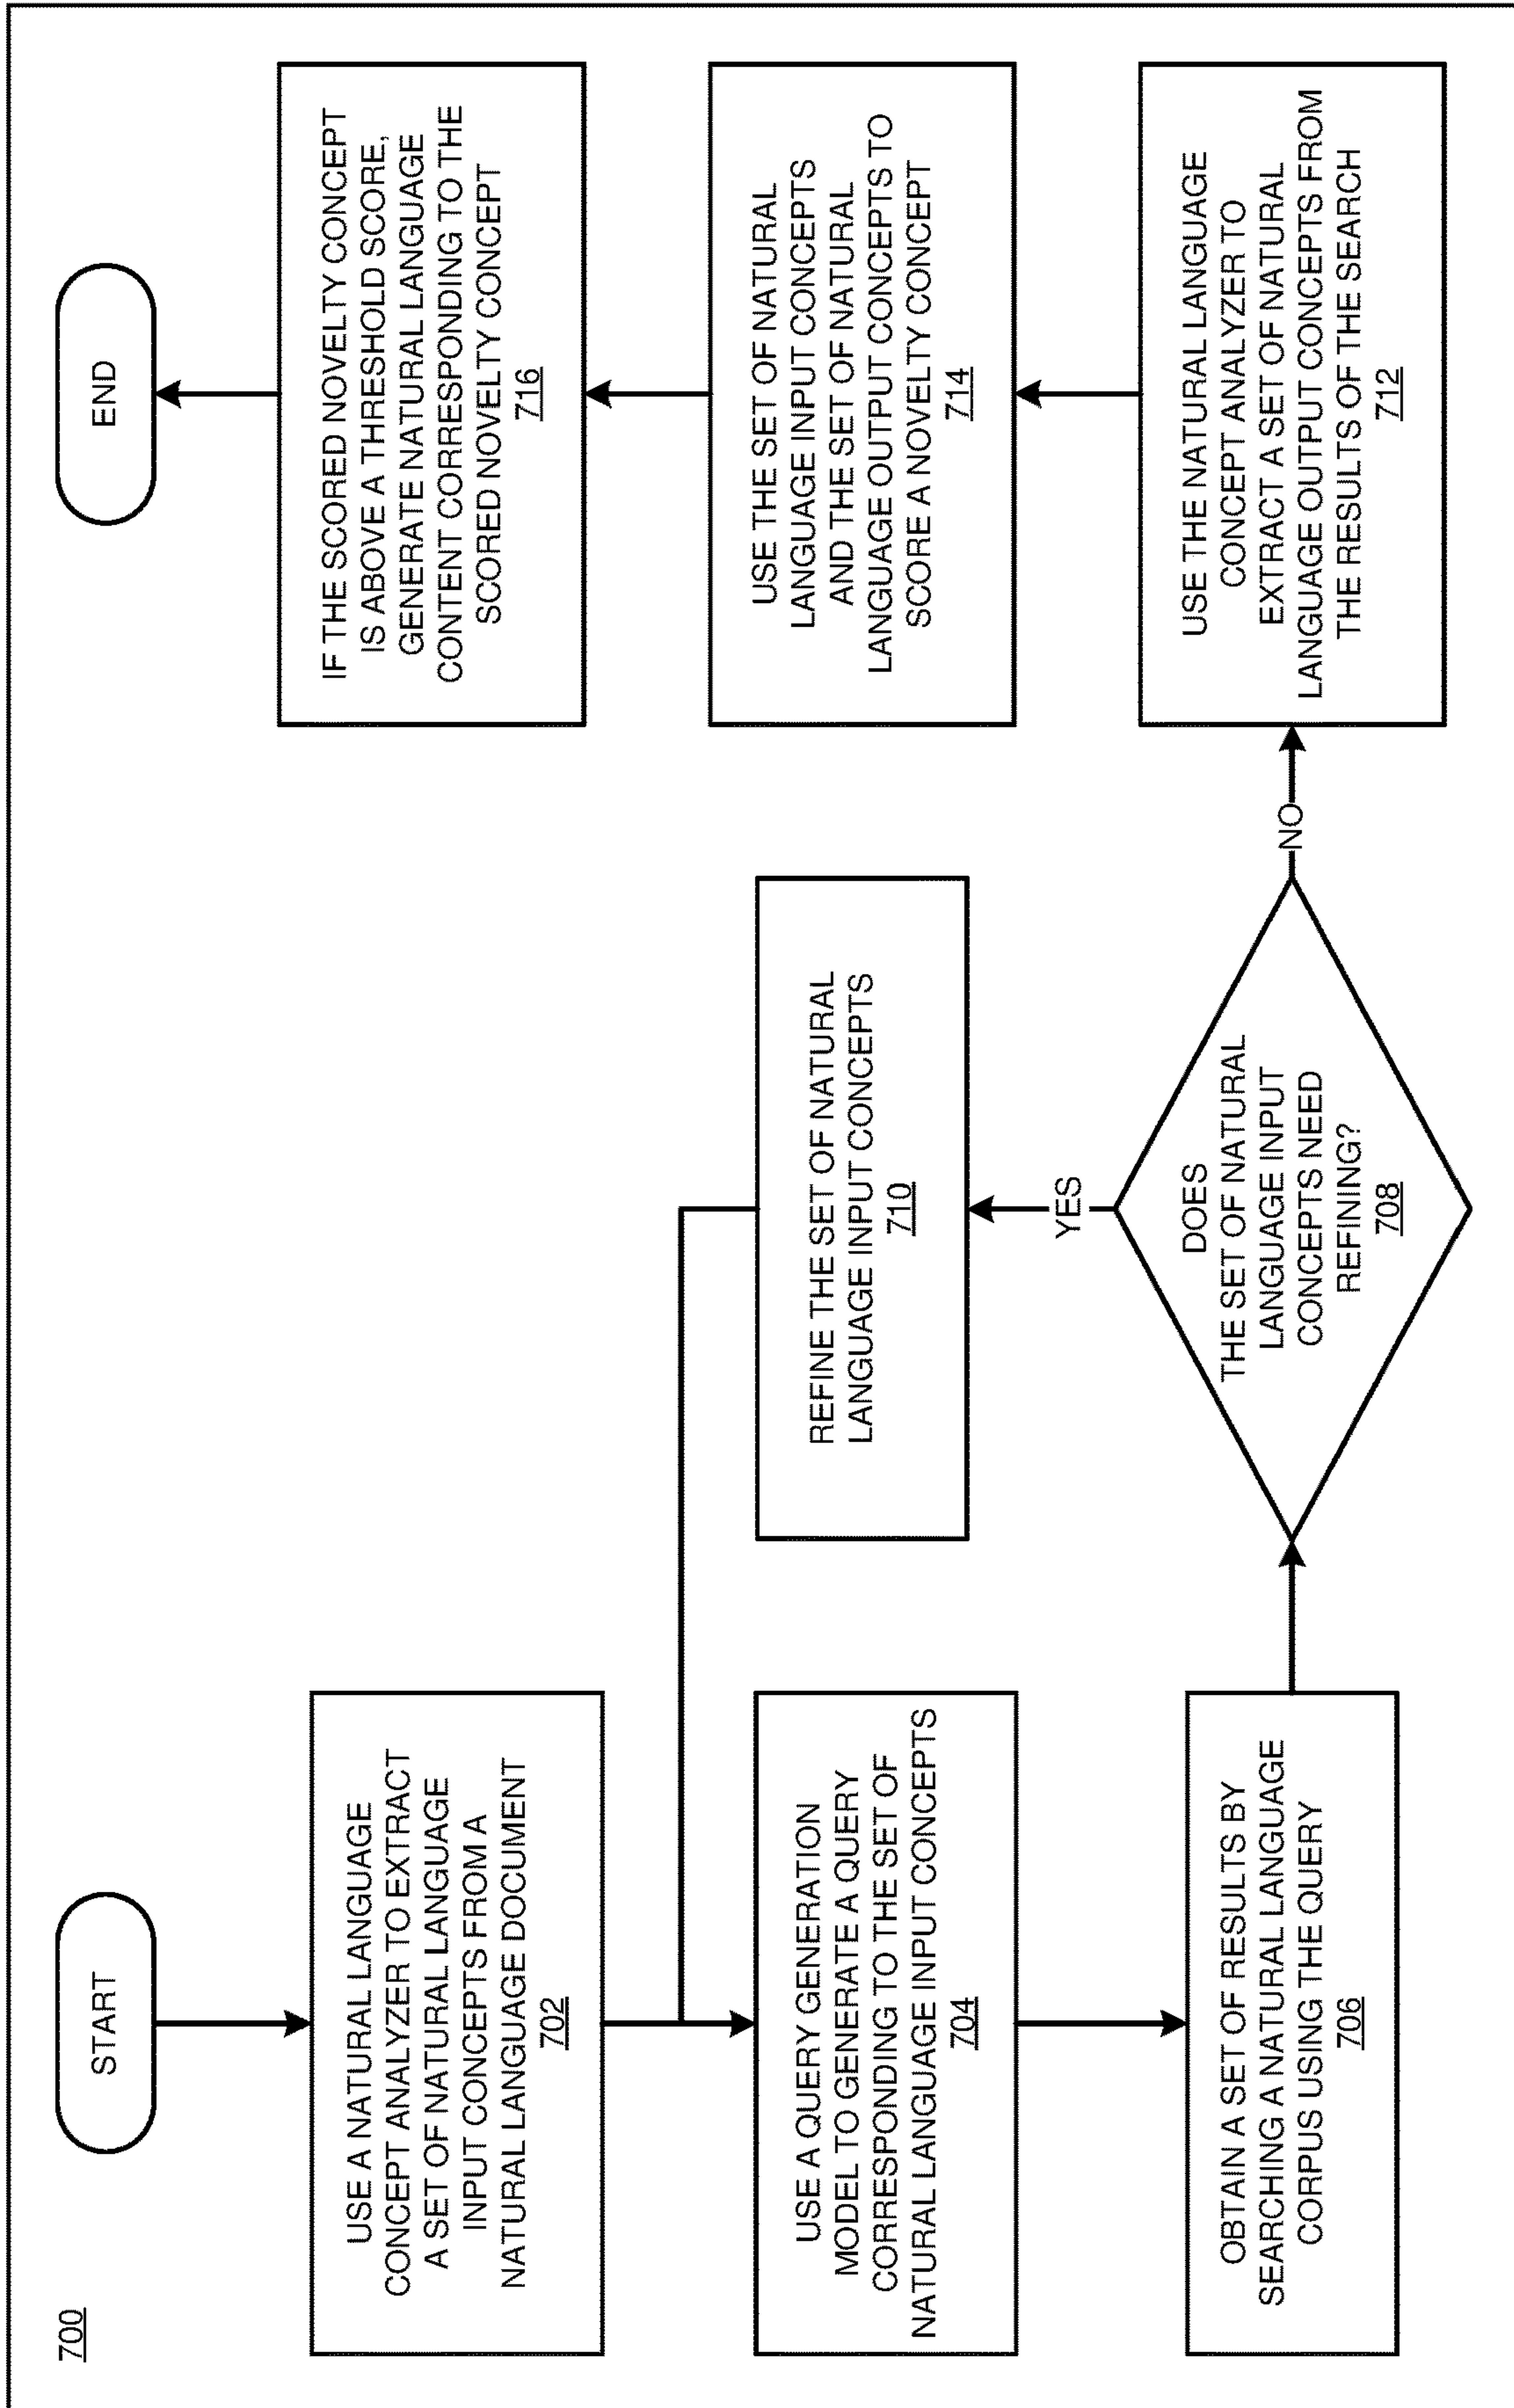 700
START
USE A NATURAL LANGUAGE
CONCEPT ANALYZER TO EXTRACT
A SET OF NATURAL LANGUAGE
INPUT CONCEPTS FROM A
NATURAL LANGUAGE DOCUMENT
702
USE A QUERY GENERATION
MODEL TO GENERATE A QUERY
CORRESPONDING TO THE SET OF
NATURAL LANGUAGE INPUT CONCEPTS
704
OBTAIN A SET OF RESULTS BY
SEARCHING A NATURAL LANGUAGE
CORPUS USING THE QUERY
706
DOES
THE SET OF NATURAL
LANGUAGE INPUT
CONCEPTS NEED
REFINING?
708
YES
REFINE THE SET OF NATURAL
LANGUAGE INPUT CONCEPTS
710
NO
USE THE NATURAL LANGUAGE
CONCEPT ANALYZER TO
EXTRACT A SET OF NATURAL
LANGUAGE OUTPUT CONCEPTS FROM
THE RESULTS OF THE SEARCH
712
USE THE SET OF NATURAL
LANGUAGE INPUT CONCEPTS
AND THE SET OF NATURAL
LANGUAGE OUTPUT CONCEPTS TO
SCORE A NOVELTY CONCEPT
714
IF THE SCORED NOVELTY CONCEPT
IS ABOVE A THRESHOLD SCORE,
GENERATE NATURAL LANGUAGE
CONTENT CORRESPONDING TO THE
SCORED NOVELTY CONCEPT
716
END